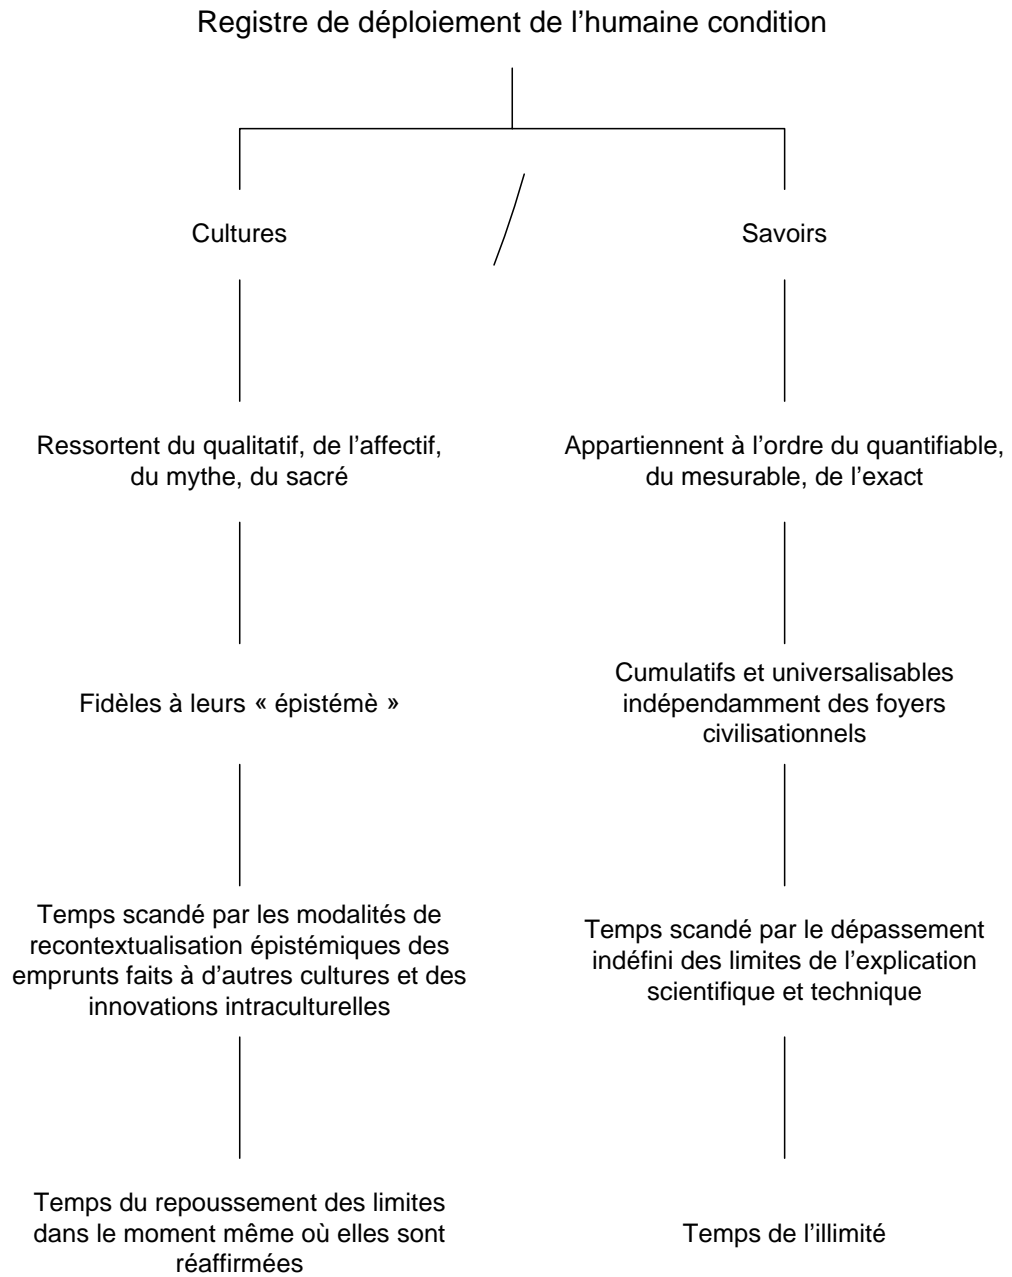 Registre de déploiement de l’humaine condition
Cultures
Savoirs
Ressortent du qualitatif, de l’affectif,
du mythe, du sacré
Appartiennent à l’ordre du quantifiable,
du mesurable, de l’exact
Fidèles à leurs « épistémè »
Cumulatifs et universalisables
indépendamment des foyers
civilisationnels
Temps scandé par les modalités de
recontextualisation épistémiques des
emprunts faits à d’autres cultures et des
innovations intraculturelles
Temps scandé par le dépassement
indéfini des limites de l’explication
scientifique et technique
Temps du repoussement des limites
dans le moment même où elles sont
réaffirmées
Temps de l’illimité